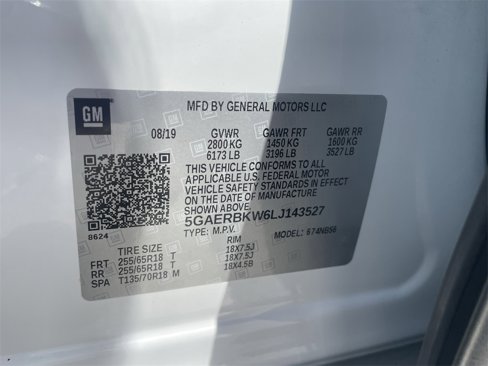 GM
MFD BY GENERAL MOTORS LLC
08/19 GVWR GAWR FRT GAWR RR
2800 KG 1450 KG 1600 KG
6173 LB 3196 LB 3527 LB
THIS VEHICLE CONFORMS TO ALL
APPLICABLE U.S. FEDERAL MOTOR
VEHICLE SAFETY STANDARDS IN EFFECT
ON THE DATE OF MANUFACTURE SHOWN ABOVE.
5GAERBKW6LJ143527
8624
TYPE: M.P.V. MODEL: 674NB56
TIRE SIZE RIM
FRT 255/65R18 T 18X7.5J
RR 255/65R18 T 18X7.5J
SPA T135/70R18 M 18X4.5B